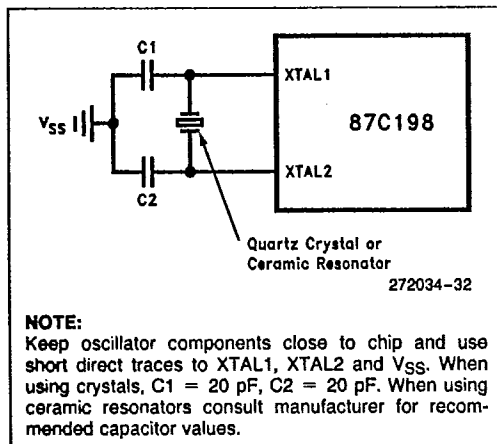 C1
XTAL1
87C198
VSS
XTAL2
C2
Quartz Crystal or
Ceramic Resonator
272034-32
NOTE:
Keep oscillator components close to chip and use
short direct traces to XTAL1, XTAL2 and VSS. When
using crystals, C1 = 20 pF, C2 = 20 pF. When using
ceramic resonators consult manufacturer for recom-
mended capacitor values.